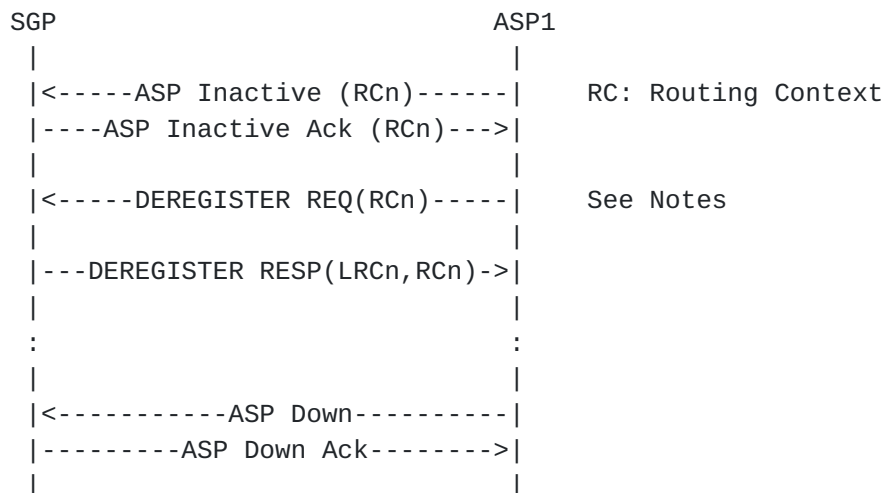 SGP                             ASP1
 |                               |
 |<-----ASP Inactive (RCn)------|    RC: Routing Context
 |----ASP Inactive Ack (RCn)--->|
 |                               |
 |<-----DEREGISTER REQ(RCn)-----|    See Notes
 |                               |
 |---DEREGISTER RESP(LRCn,RCn)->|
 |                               |
 :                               :
 |                               |
 |<-----------ASP Down----------|
 |---------ASP Down Ack-------->|
 |                               |